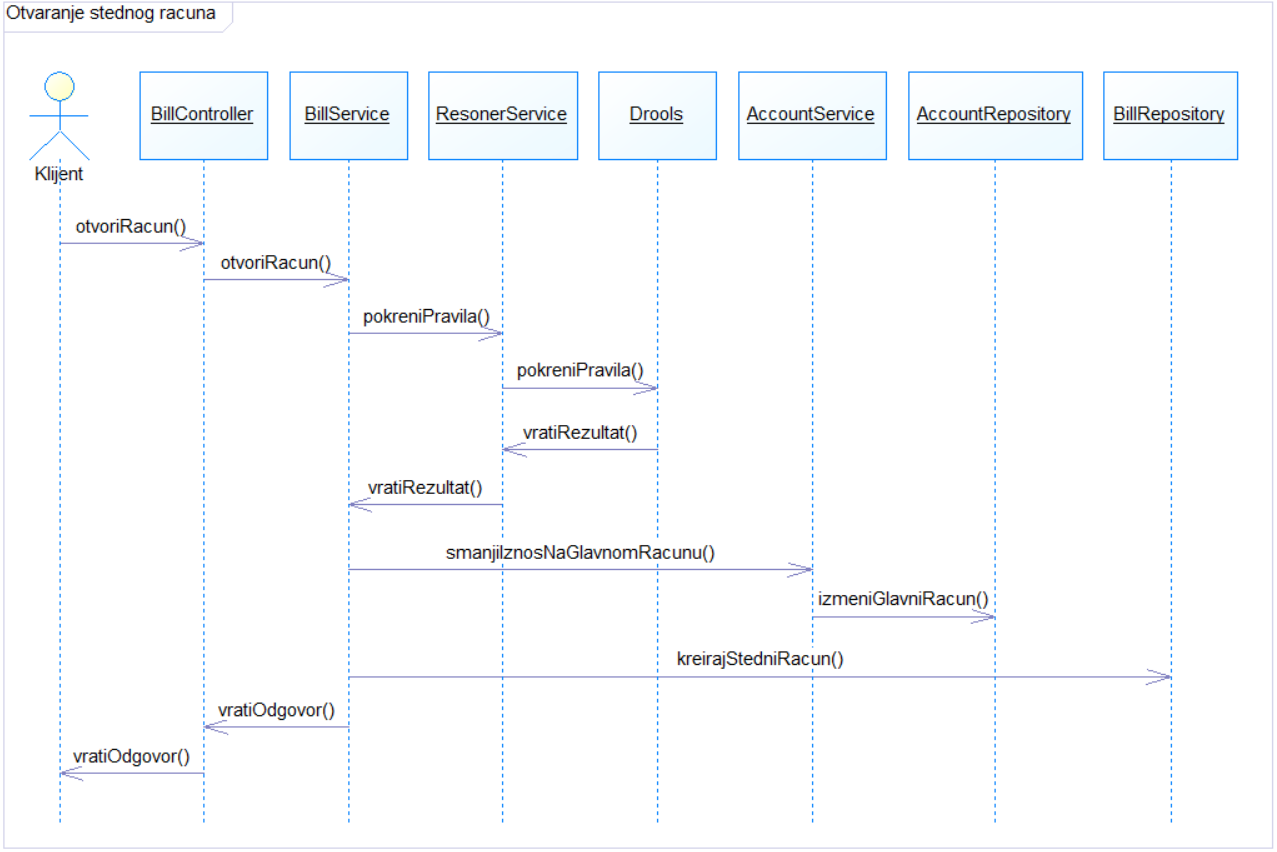 Otvaranje stednog racuna
BillController
BillService
ResonerService
Drools
AccountService
AccountRepository
BillRepository
Klijent
otvoriRacun()
otvoriRacun()
pokreniPravila()
pokreniPravila()
vratiRezultat()
vratiRezultat()
smanjiIznosNaGlavnomRacunu()
izmeniGlavniRacun()
kreirajStedniRacun()
vratiOdgovor()
vratiOdgovor()